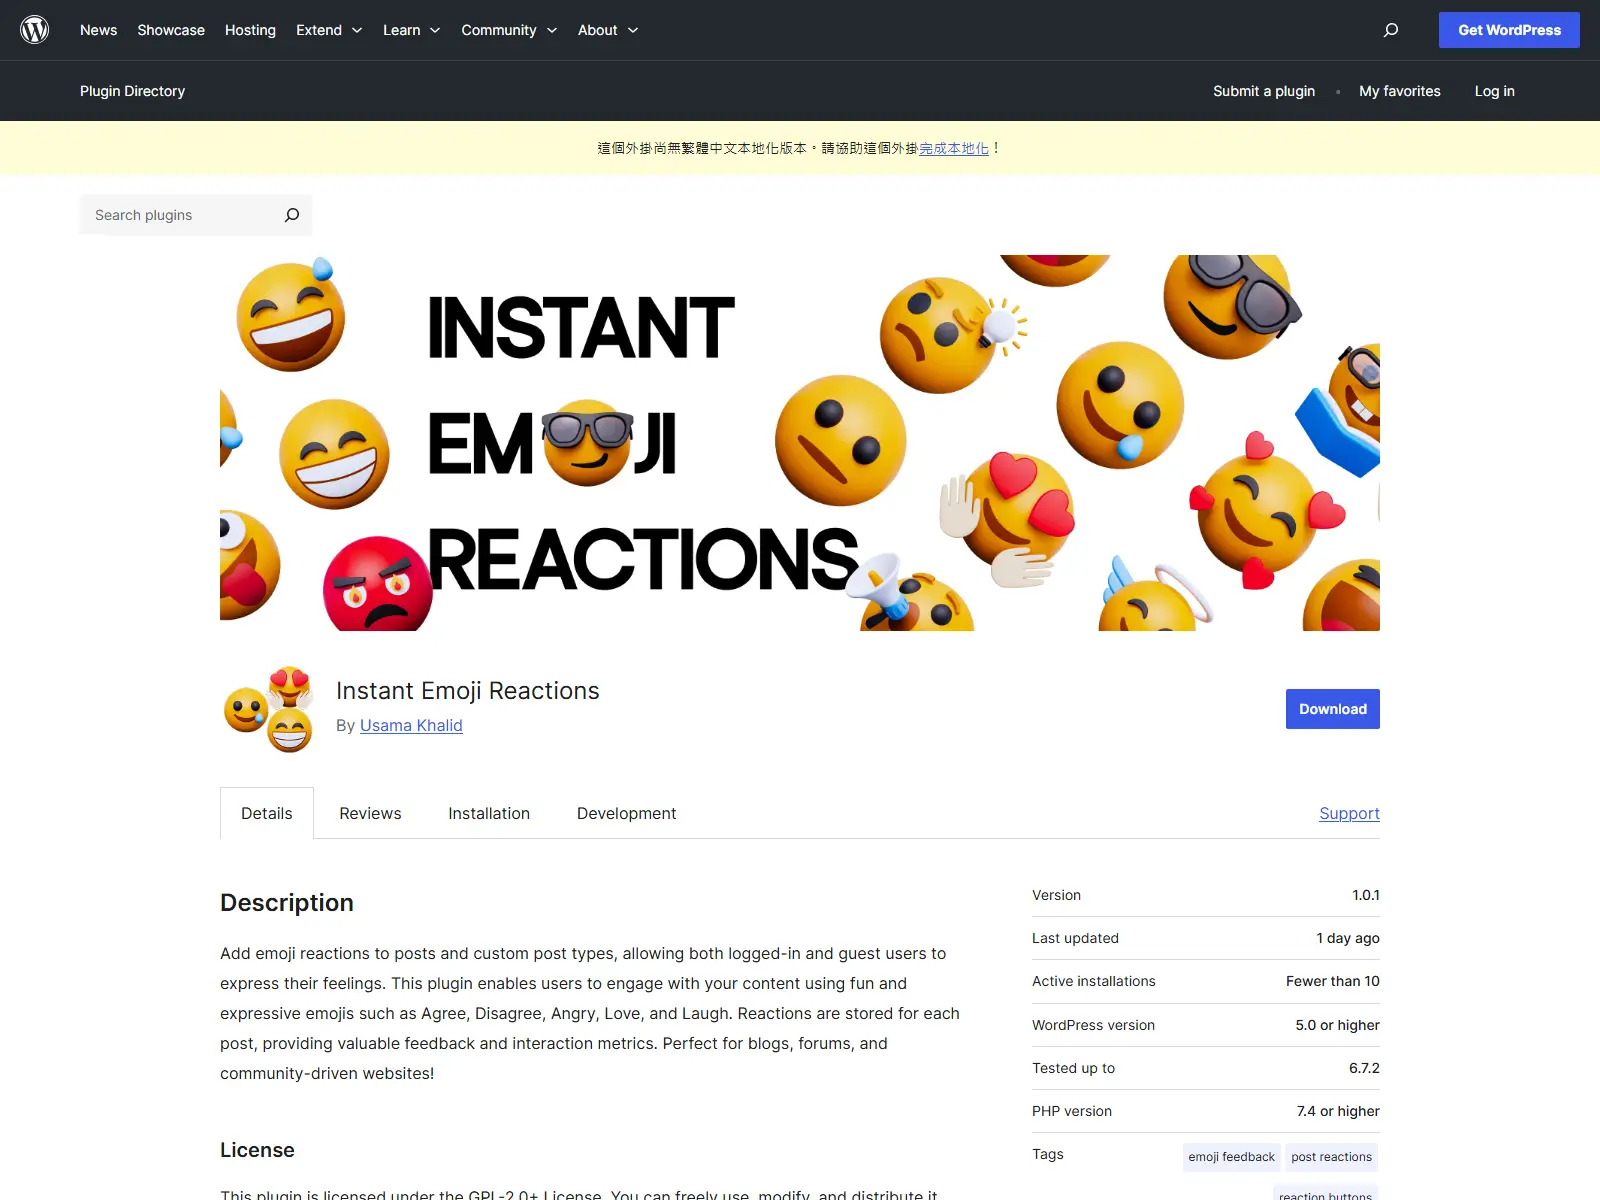 News Showcase Hosting Extend Learn Community About Get WordPress
Plugin Directory Submit a plugin • My favorites Log in
這個外掛尚無繁體中文本地化版本。請協助這個外掛完成本地化！
Search plugins
INSTANT
EMOJI
REACTIONS
Instant Emoji Reactions
By Usama Khalid
Download
Details Reviews Installation Development Support
Description
Add emoji reactions to posts and custom post types, allowing both logged-in and guest users to
express their feelings. This plugin enables users to engage with your content using fun and
expressive emojis such as Agree, Disagree, Angry, Love, and Laugh. Reactions are stored for each
post, providing valuable feedback and interaction metrics. Perfect for blogs, forums, and
community-driven websites!
License
This plugin is licensed under the GPL-2.0+ License. You can freely use, modify, and distribute it
Version 1.0.1
Last updated 1 day ago
Active installations Fewer than 10
WordPress version 5.0 or higher
Tested up to 6.7.2
PHP version 7.4 or higher
Tags emoji feedback post reactions
reaction buttons